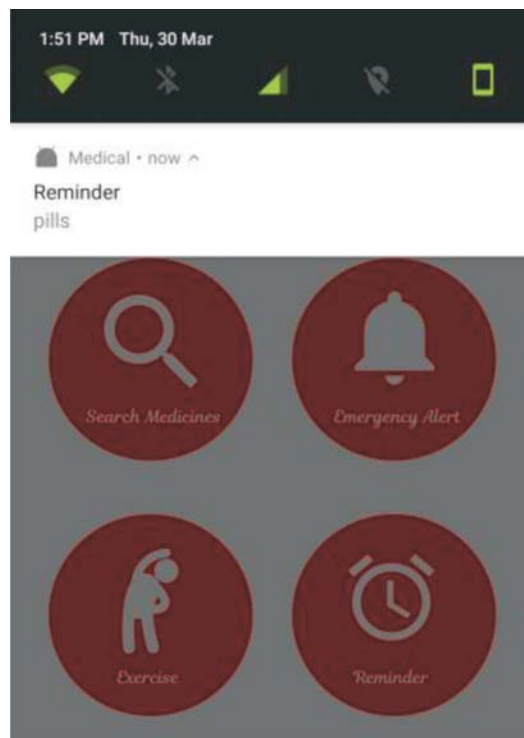 1:51 PM Thu, 30 Mar
Medical • now
Reminder
pills
Search Medicines
Emergency Alert
Exercise
Reminder